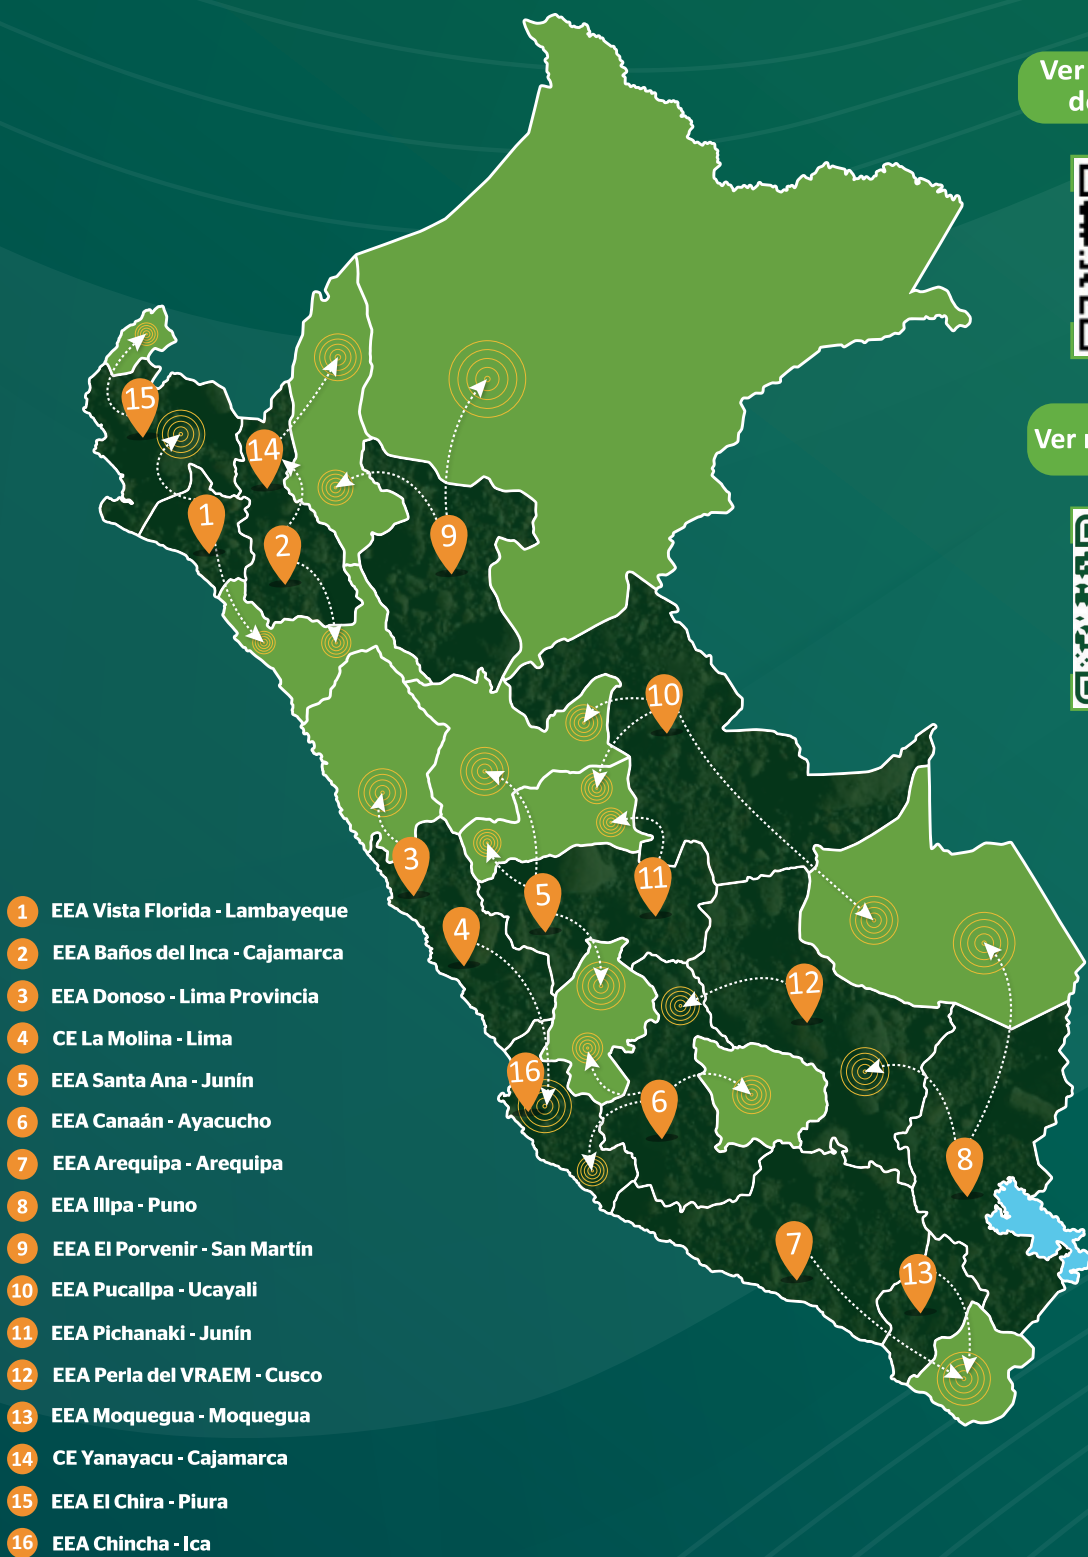 Ver
de
Ver
15
14
1
2
9
10
3
11
5
4
12
16
6
8
7
13
1 EEA Vista Florida - Lambayeque
2 EEA Baños del Inca - Cajamarca
3 EEA Donoso - Lima Provincia
4 CE La Molina - Lima
5 EEA Santa Ana - Junín
6 EEA Canaán - Ayacucho
7 EEA Arequipa - Arequipa
8 EEA Illpa - Puno
9 EEA El Porvenir - San Martín
10 EEA Pucallpa - Ucayali
11 EEA Pichanaki - Junín
12 EEA Perla del VRAEM - Cusco
13 EEA Moquegua - Moquegua
14 CE Yanayacu - Cajamarca
15 EEA El Chira - Piura
16 EEA Chincha - Ica